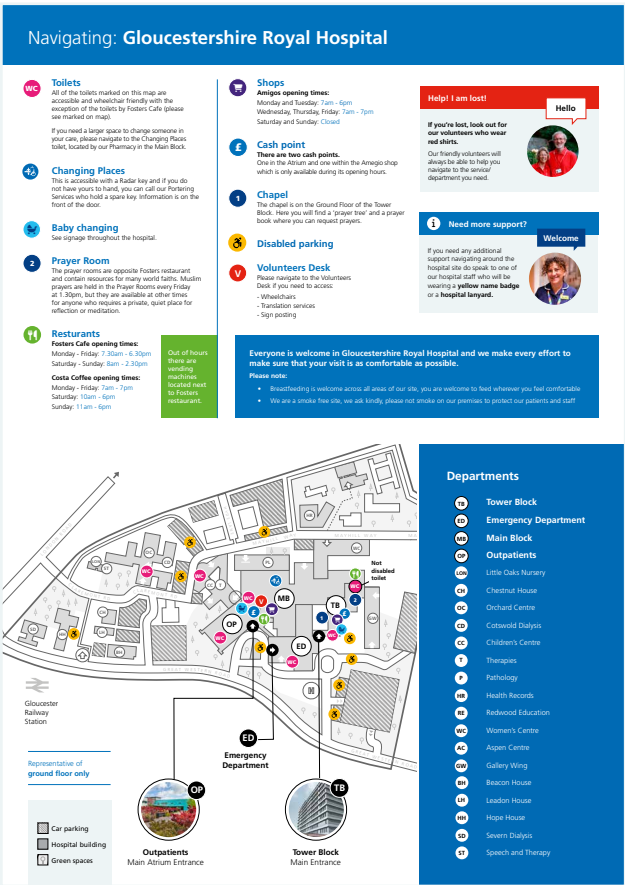 Navigating: Gloucestershire Royal Hospital
WC
Toilets
All of the toilets marked on this map are
accessible and wheelchair friendly with the
exception of the toilets by Fosters Cafe (please
see marked on map).
If you need a larger space to change someone in
your care, please navigate to the Changing Places
toilet, located by our Pharmacy in the Main Block.
Changing Places
This is accessible with a Radar key and if you do
not have yours to hand, you can call our Portering
Services who hold a spare key. Information is on the
front of the door.
Baby changing
See signage throughout the hospital.
2
Prayer Room
The prayer rooms are opposite Fosters restaurant
and contain resources for many world faiths. Muslim
prayers are held in the Prayer Rooms every Friday
at 1.30pm, but they are available at other times
for anyone who requires a private, quiet place for
reflection or meditation.
Resturants
Fosters Cafe opening times:
Monday - Friday: 7.30am - 6.30pm
Saturday - Sunday: 8am - 2.30pm
Costa Coffee opening times:
Monday - Friday: 7am - 7pm
Saturday: 10am - 6pm
Sunday: 11am - 6pm
Out of hours
there are
vending
machines
located next
to Fosters
restaurant.
Shops
Amigos opening times:
Monday and Tuesday: 7am - 6pm
Wednesday, Thursday, Friday: 7am - 7pm
Saturday and Sunday: Closed
£
Cash point
There are two cash points.
One in the Atrium and one within the Amegio shop
which is only available during its opening hours.
1
Chapel
The chapel is on the Ground Floor of the Tower
Block. Here you will find a 'prayer tree' and a prayer
book where you can request prayers.
Disabled parking
V
Volunteers Desk
Please navigate to the Volunteers
Desk if you need to access:
- Wheelchairs
- Translation services
- Sign posting
Help! I am lost!
Hello
If you're lost, look out for
our volunteers who wear
red shirts.
Our friendly volunteers will
always be able to help you
navigate to the service/
department you need.
i
Need more support?
Welcome
If you need any additional
support navigating around the
hospital site do speak to one of
our hospital staff who will be
wearing a yellow name badge
or a hospital lanyard.
Everyone is welcome in Gloucestershire Royal Hospital and we make every effort to
make sure that your visit is as comfortable as possible.
Please note:
• Breastfeeding is welcome across all areas of our site, you are welcome to feed wherever you feel comfortable
• We are a smoke free site, we ask kindly, please not smoke on our premises to protect our patients and staff
GREAT WESTERN ROAD
Not
disabled
toilet
WC
MB
TB
OP
ED
H
Gloucester
Railway
Station
Representative of
ground floor only
Car parking
Hospital building
Green spaces
ED
Emergency
Department
OP
Outpatients
Main Atrium Entrance
TB
Tower Block
Main Entrance
Departments
TB Tower Block
ED Emergency Department
MB Main Block
OP Outpatients
LON Little Oaks Nursery
CH Chestnut House
OC Orchard Centre
CD Cotswold Dialysis
CC Children's Centre
T Therapies
P Pathology
HR Health Records
RE Redwood Education
WC Women's Centre
AC Aspen Centre
GW Gallery Wing
BH Beacon House
LH Leadon House
HH Hope House
SD Severn Dialysis
ST Speech and Therapy